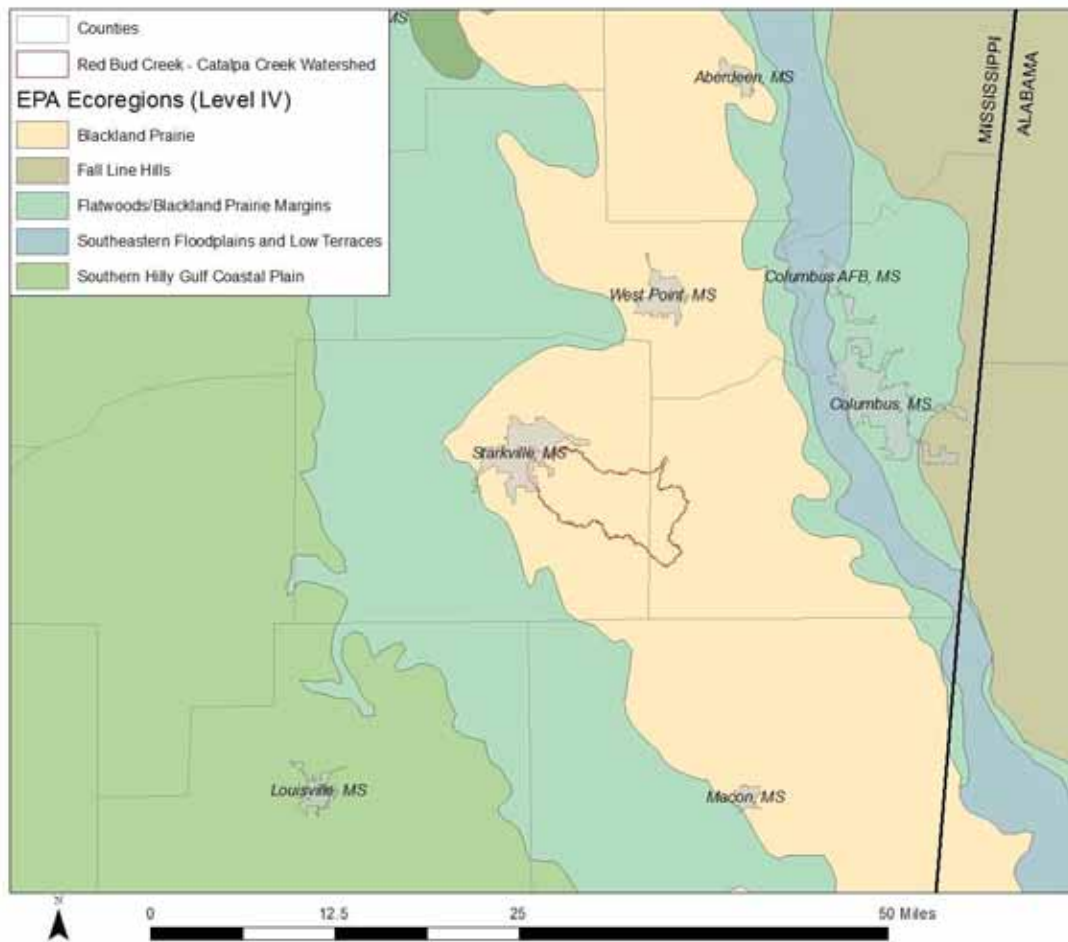 Counties
Red Bud Creek - Catalpa Creek Watershed
EPA Ecoregions (Level IV)
Blackland Prairie
Fall Line Hills
Flatwoods/Blackland Prairie Margins
Southeastern Floodplains and Low Terraces
Southern Hilly Gulf Coastal Plain
MS
Aberdeen, MS
MISSISSIPPI
ALABAMA
West Point, MS
Columbus AFB, MS
Columbus, MS
Starkville, MS
Louisville, MS
Macon, MS
N
0 12.5 25 50 Miles